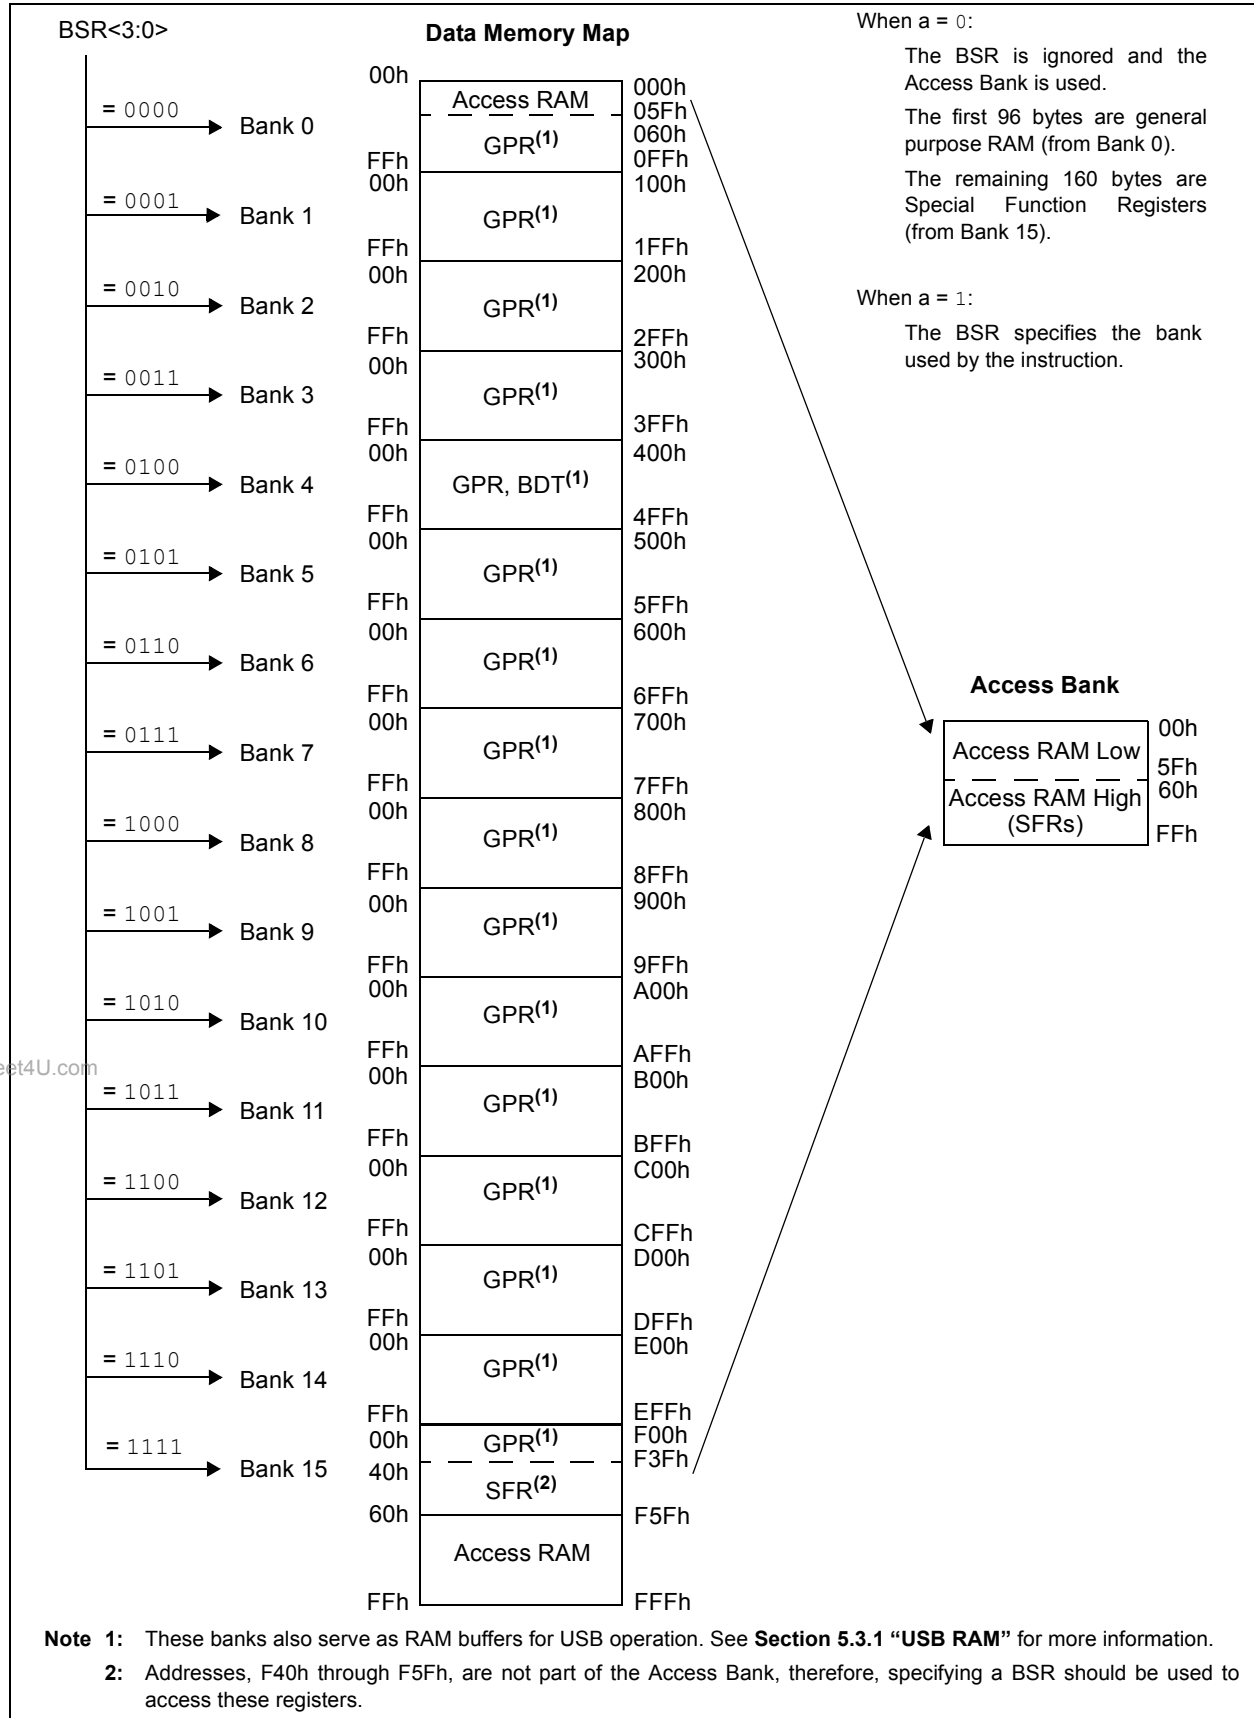 BSR<3:0>
Data Memory Map
When a = 0:
The BSR is ignored and the
Access Bank is used.
The first 96 bytes are general
purpose RAM (from Bank 0).
The remaining 160 bytes are
Special Function Registers
(from Bank 15).
When a = 1:
The BSR specifies the bank
used by the instruction.
= 0000
Bank 0
00h
Access RAM
000h
05Fh
060h
GPR(1)
FFh
0FFh
= 0001
Bank 1
00h
100h
GPR(1)
FFh
1FFh
= 0010
Bank 2
00h
200h
GPR(1)
FFh
2FFh
= 0011
Bank 3
00h
300h
GPR(1)
FFh
3FFh
= 0100
Bank 4
00h
400h
GPR, BDT(1)
FFh
4FFh
= 0101
Bank 5
00h
500h
GPR(1)
FFh
5FFh
= 0110
Bank 6
00h
600h
GPR(1)
FFh
6FFh
= 0111
Bank 7
00h
700h
GPR(1)
FFh
7FFh
= 1000
Bank 8
00h
800h
GPR(1)
FFh
8FFh
= 1001
Bank 9
00h
900h
GPR(1)
FFh
9FFh
= 1010
Bank 10
00h
A00h
GPR(1)
FFh
AFFh
eet4U.com
= 1011
Bank 11
00h
B00h
GPR(1)
FFh
BFFh
= 1100
Bank 12
00h
C00h
GPR(1)
FFh
CFFh
= 1101
Bank 13
00h
D00h
GPR(1)
FFh
DFFh
= 1110
Bank 14
00h
E00h
GPR(1)
FFh
EFFh
= 1111
Bank 15
00h
F00h
GPR(1)
F3Fh
40h
SFR(2)
60h
F5Fh
Access RAM
FFh
FFFh
Access Bank
Access RAM Low
00h
5Fh
Access RAM High
(SFRs)
60h
FFh
Note 1: These banks also serve as RAM buffers for USB operation. See Section 5.3.1 “USB RAM” for more information.
2: Addresses, F40h through F5Fh, are not part of the Access Bank, therefore, specifying a BSR should be used to
access these registers.